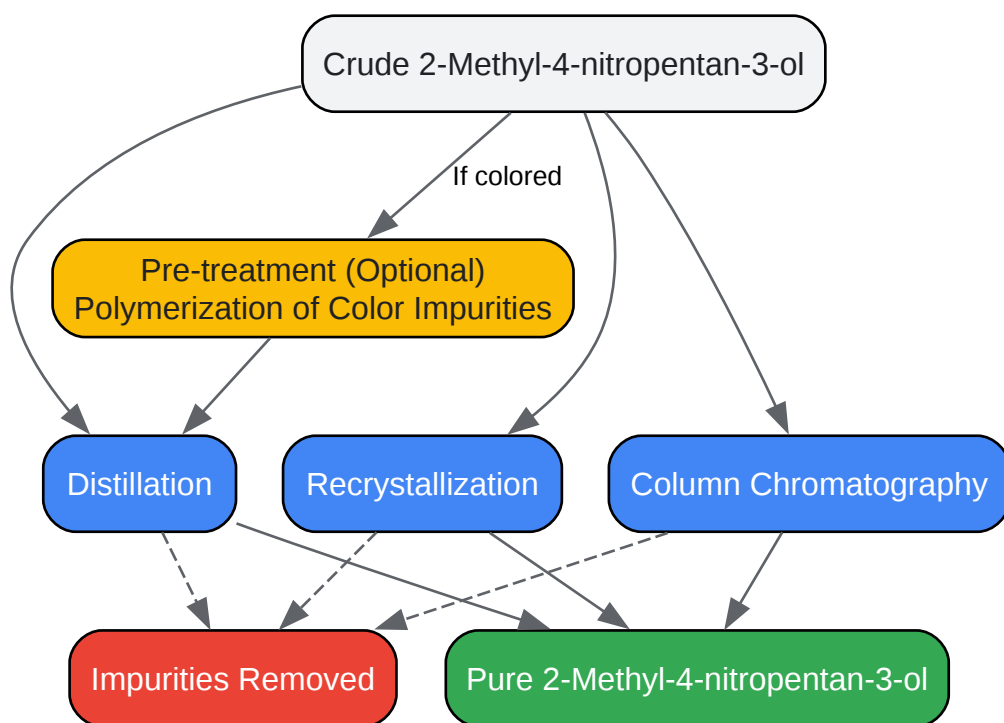 Crude 2-Methyl-4-nitropentan-3-ol
If colored
Pre-treatment (Optional)
Polymerization of Color Impurities
Distillation
Recrystallization
Column Chromatography
Impurities Removed
Pure 2-Methyl-4-nitropentan-3-ol